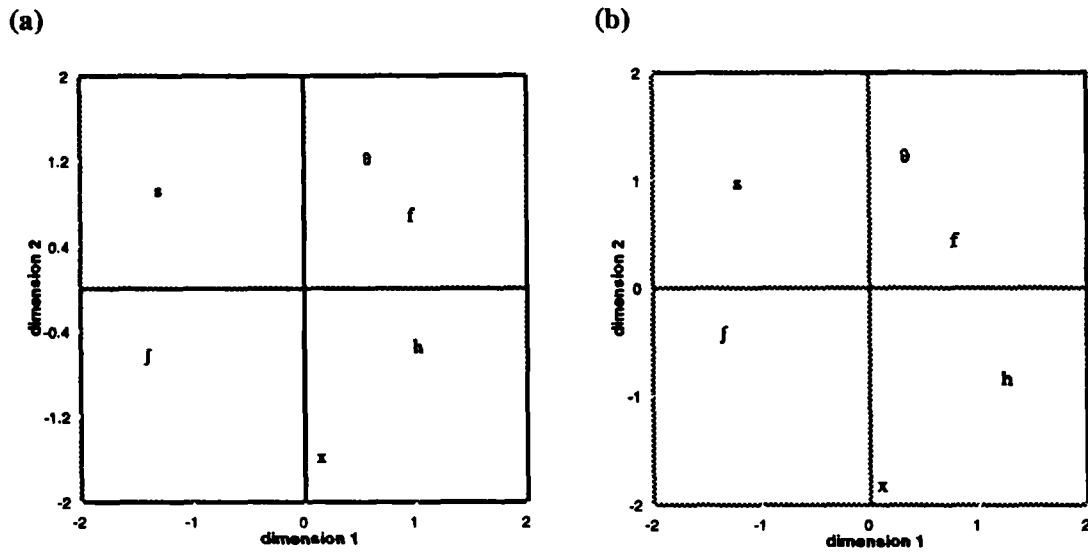 (a)
2
1.2
0.4
-0.4
-1.2
-2
dimension 2
θ
s
f
h
ʃ
x
-2 -1 0 1 2
dimension 1
(b)
2
1
0
-1
-2
dimension 2
θ
s
f
ʃ
h
x
-2 -1 0 1 2
dimension 1